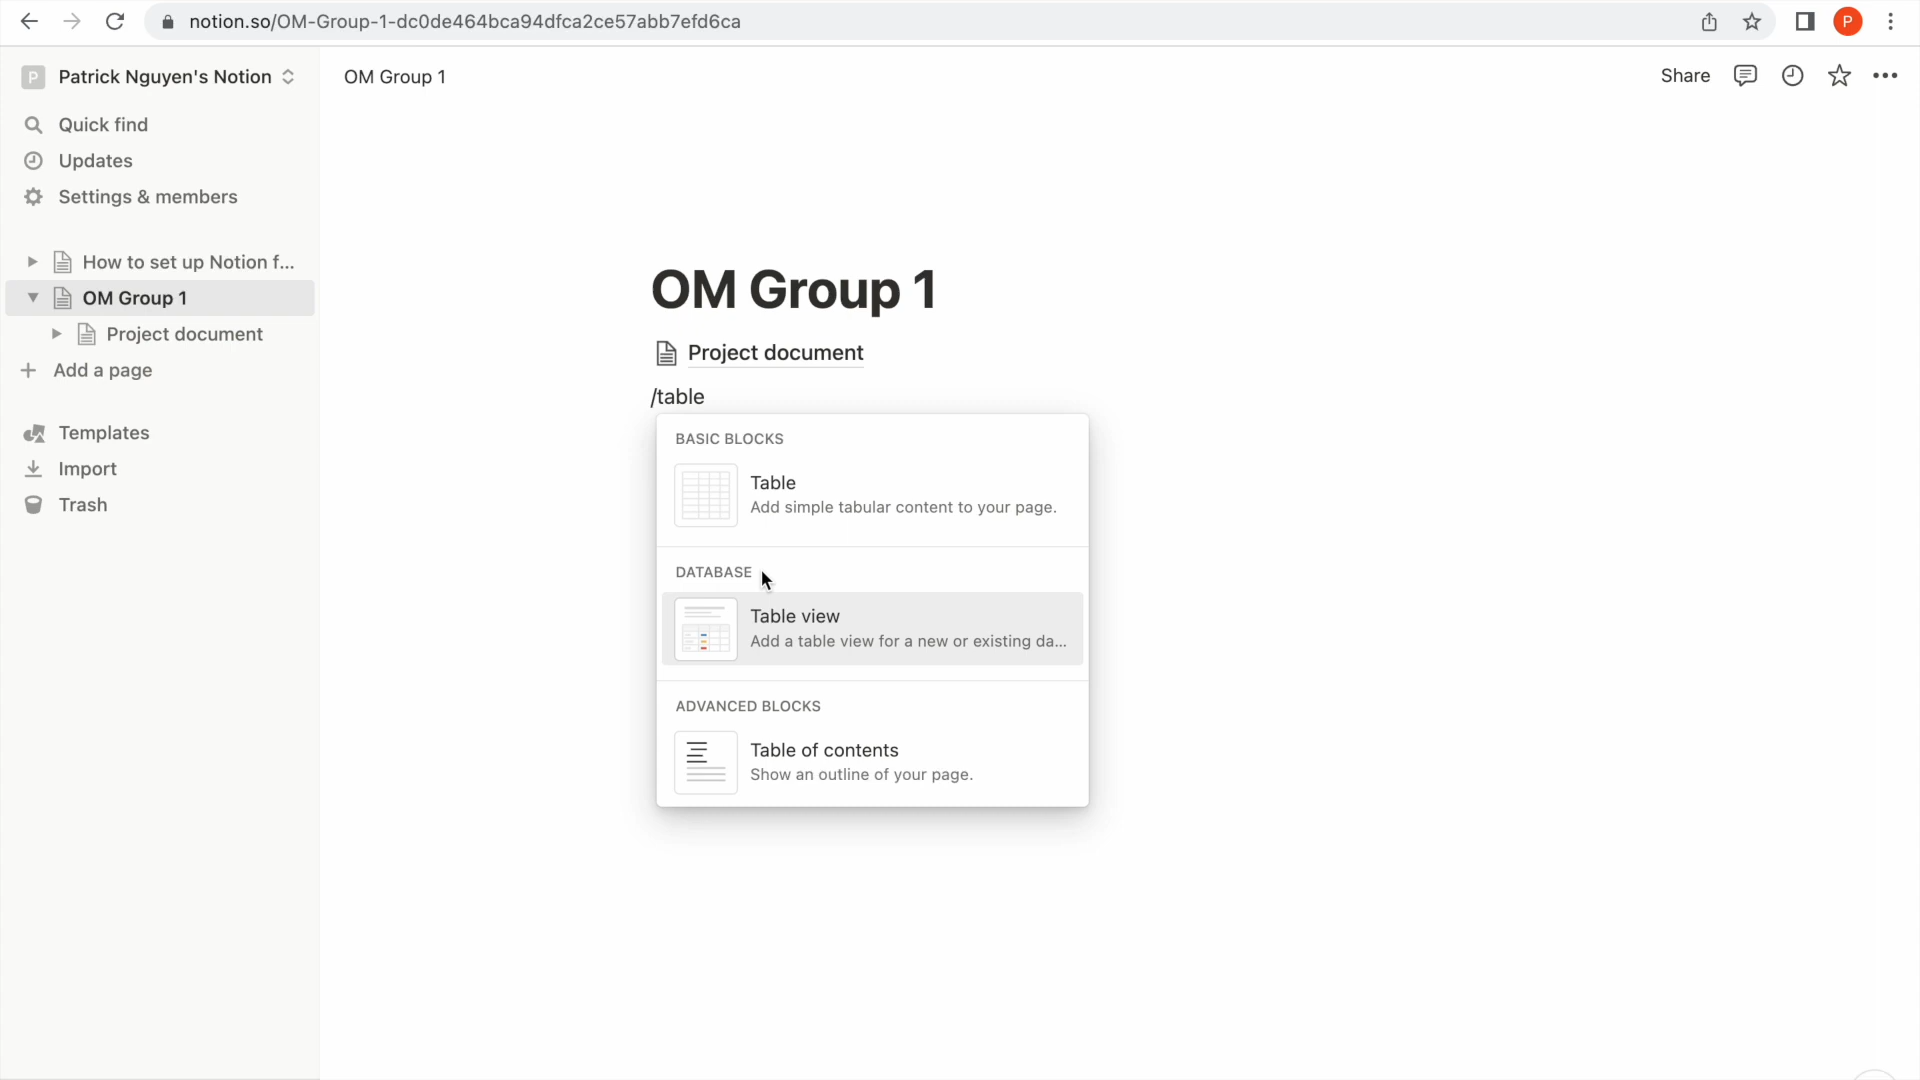 notion.so/OM-Group-1-dc0de464bca94dfca2ce57abb7efd6ca
P
P
Patrick Nguyen's Notion
OM Group 1
Share
Quick find
Updates
Settings & members
How to set up Notion f...
OM Group 1
Project document
Add a page
Templates
Import
Trash
OM Group 1
Project document
/table
BASIC BLOCKS
Table
Add simple tabular content to your page.
DATABASE
Table view
Add a table view for a new or existing da...
ADVANCED BLOCKS
Table of contents
Show an outline of your page.